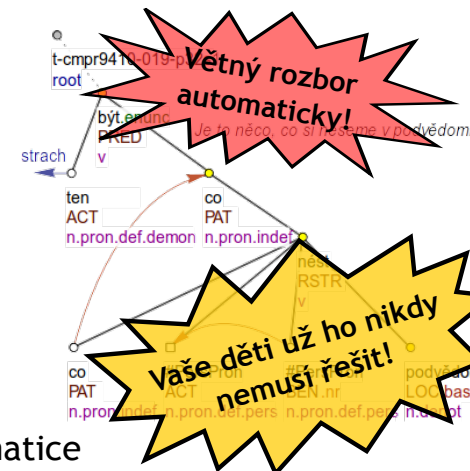 t-cmpr9410-019-p
root
Větný rozbor
automaticky!
být.enunc
PRED
v
Je to něco, co si neseme v podvědom
strach
ten
ACT
n.pron.def.demon
co
PAT
n.pron.indef
nést
RSTR
v
Vaše děti už ho nikdy
nemusí řešit!
co
PAT
n.pron.indef
ACT
n.pron.def.pers
BEN.nr
n.pron.def.pers
podvědo
LOC.bas
n.denot
matice